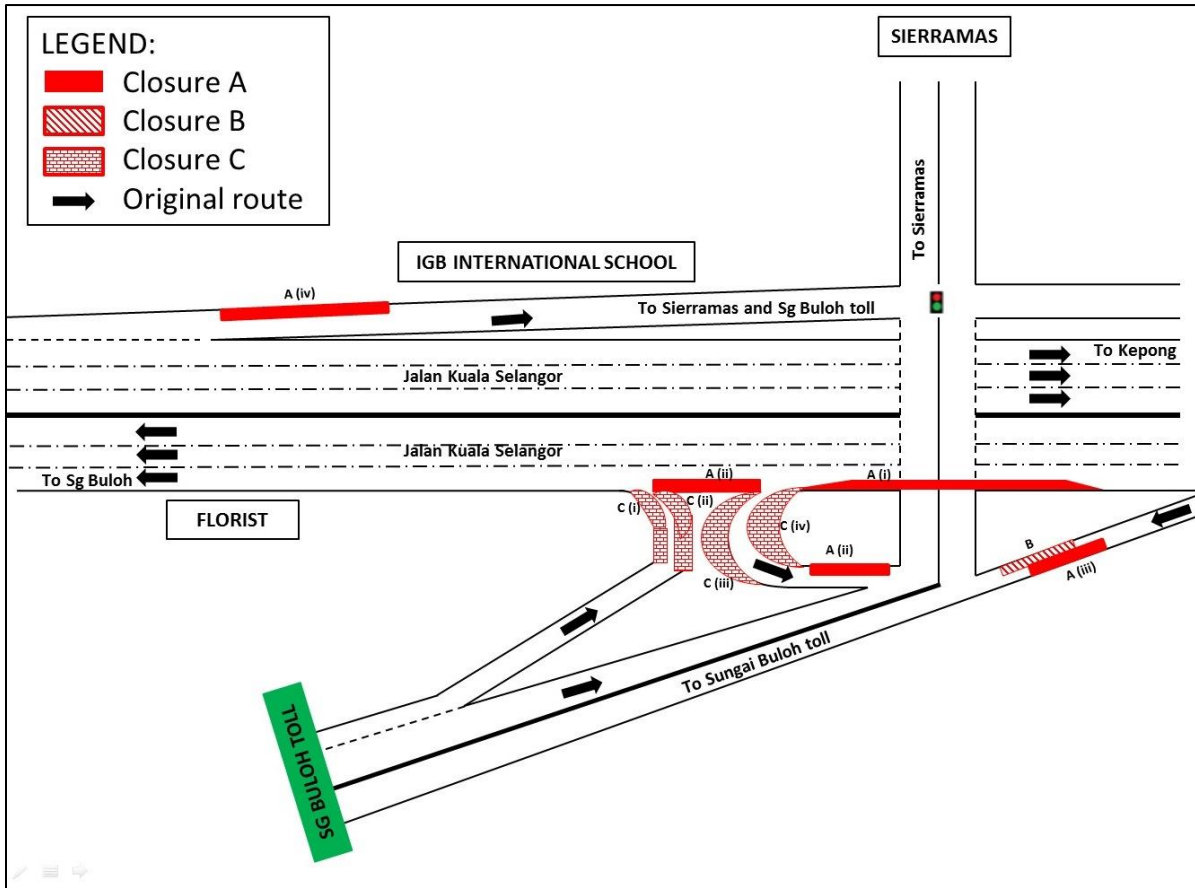 LEGEND:
Closure A
Closure B
Closure C
Original route
SIERRAMAS
To Sierramas
IGB INTERNATIONAL SCHOOL
A (iv)
To Sierramas and Sg Buloh toll
To Kepong
Jalan Kuala Selangor
Jalan Kuala Selangor
To Sg Buloh
A (ii)
A (i)
C (i)
C (ii)
C (iv)
FLORIST
B
A (ii)
A (iii)
C (iii)
To Sungai Buloh toll
SG BULOH TOLL